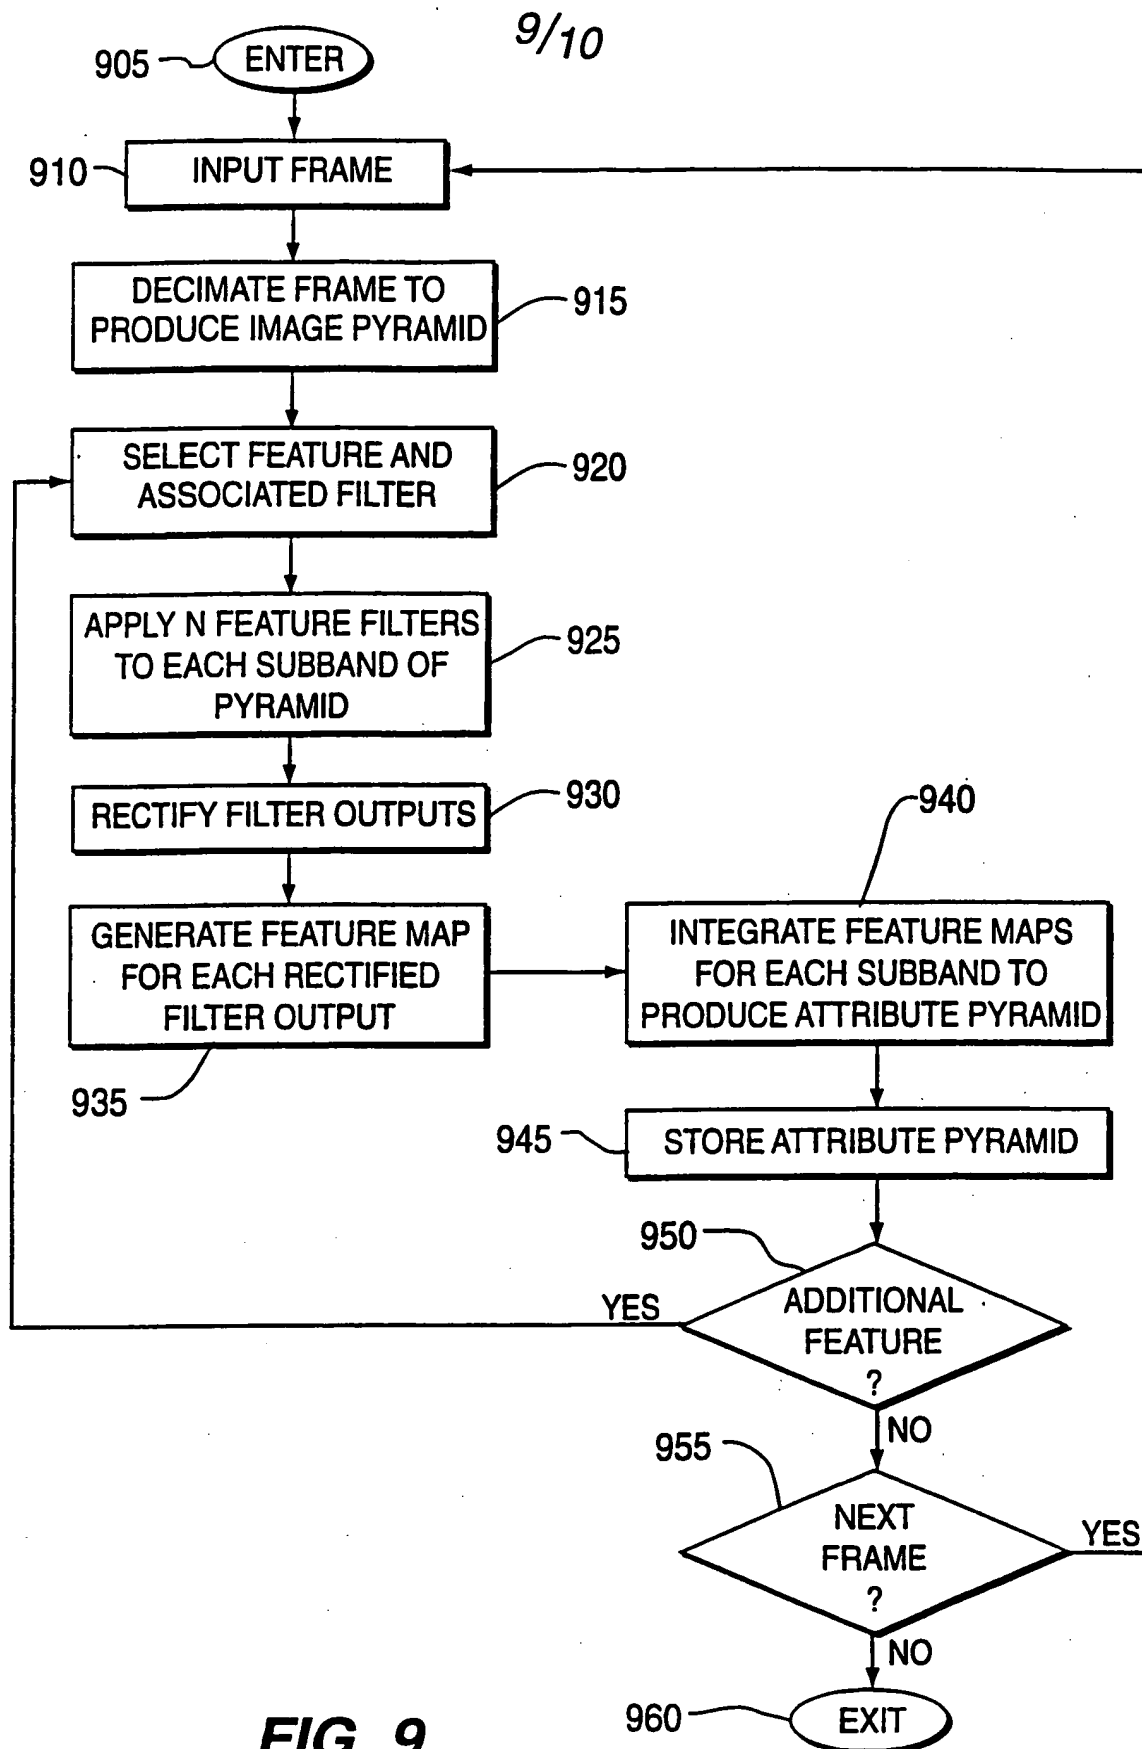 9/10
905
ENTER
910
INPUT FRAME
DECIMATE FRAME TO
PRODUCE IMAGE PYRAMID
915
SELECT FEATURE AND
ASSOCIATED FILTER
920
APPLY N FEATURE FILTERS
TO EACH SUBBAND OF
PYRAMID
925
RECTIFY FILTER OUTPUTS
930
GENERATE FEATURE MAP
FOR EACH RECTIFIED
FILTER OUTPUT
935
940
INTEGRATE FEATURE MAPS
FOR EACH SUBBAND TO
PRODUCE ATTRIBUTE PYRAMID
945
STORE ATTRIBUTE PYRAMID
950
ADDITIONAL
FEATURE
?
YES
NO
955
NEXT
FRAME
?
YES
NO
960
EXIT
FIG. 9